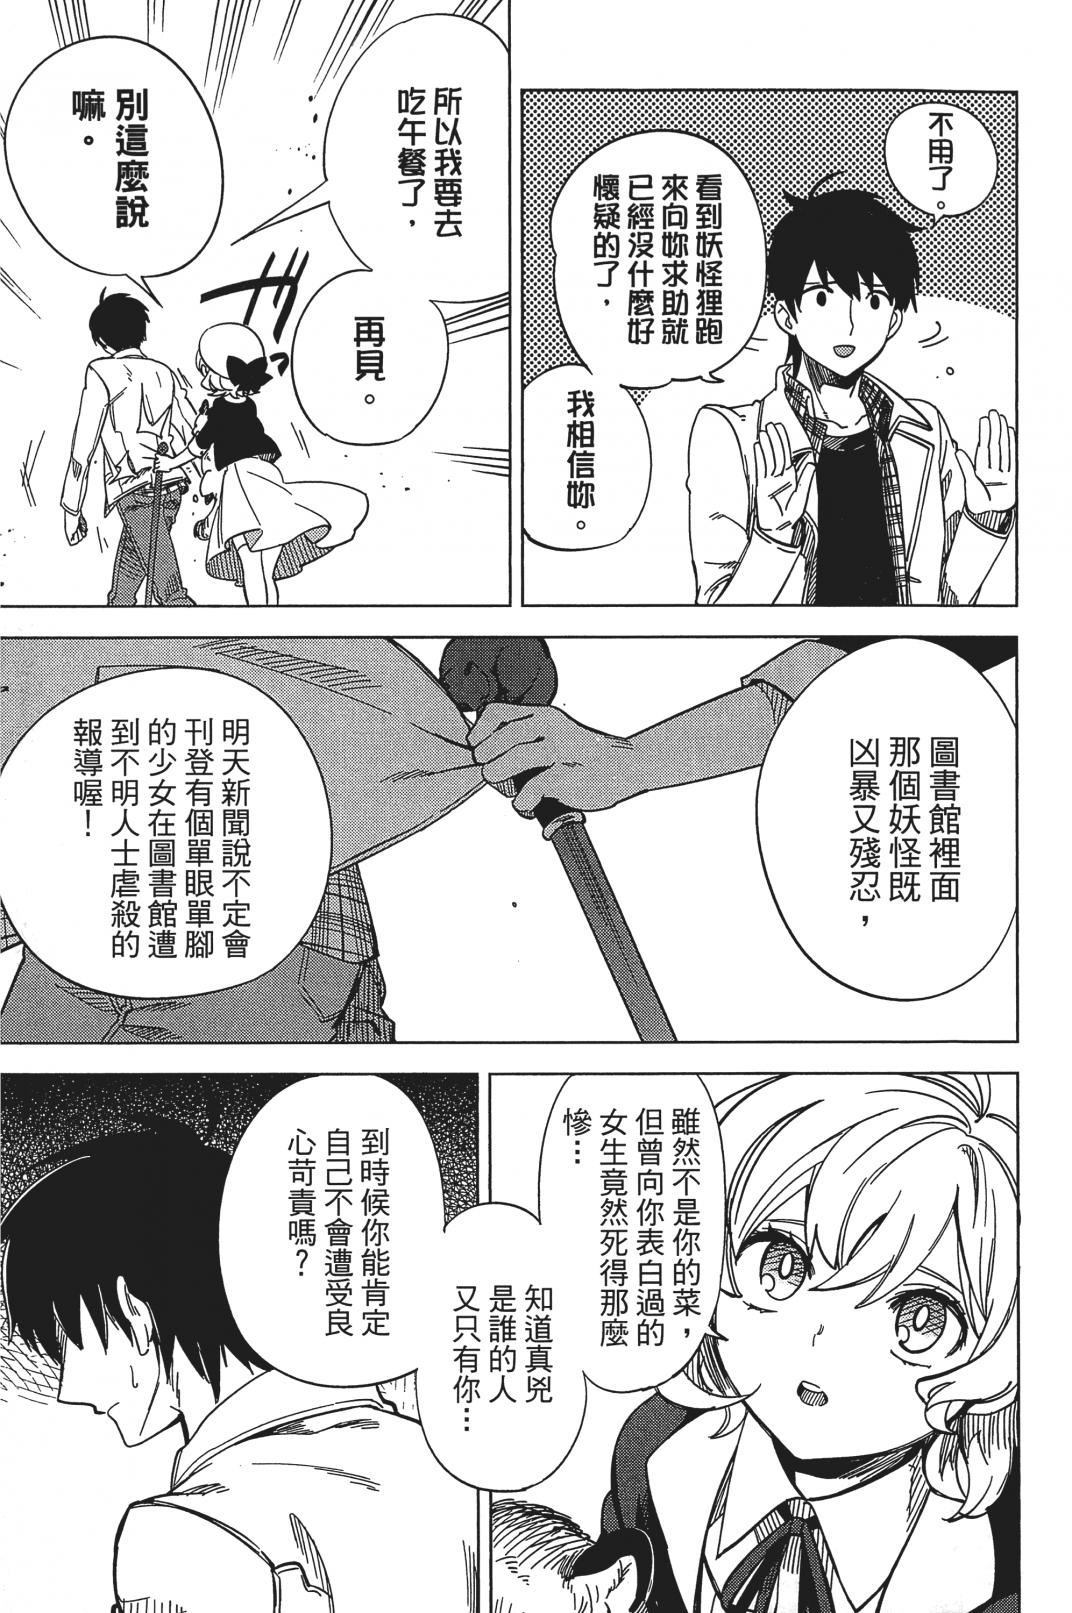 不用了。
看到妖怪狸跑
來向妳求助就
已經沒什麼好
懷疑的了，
我相信妳。
所以我要去
吃午餐了，
再見。
ガシッ
別這麼說
嘛。
圖書館裡面
那個妖怪既
凶暴又殘忍，
明天新聞說不定會
刊登有個單眼單腳
的少女在圖書館遭
到不明人士虐殺的
報導喔！
雖然不是你的菜，
但曾向你表白過的
女生竟然死得那麼
慘…
知道真兇
是誰的人
又只有你…
到時候你能肯定
自己不會遭受良
心苛責嗎？